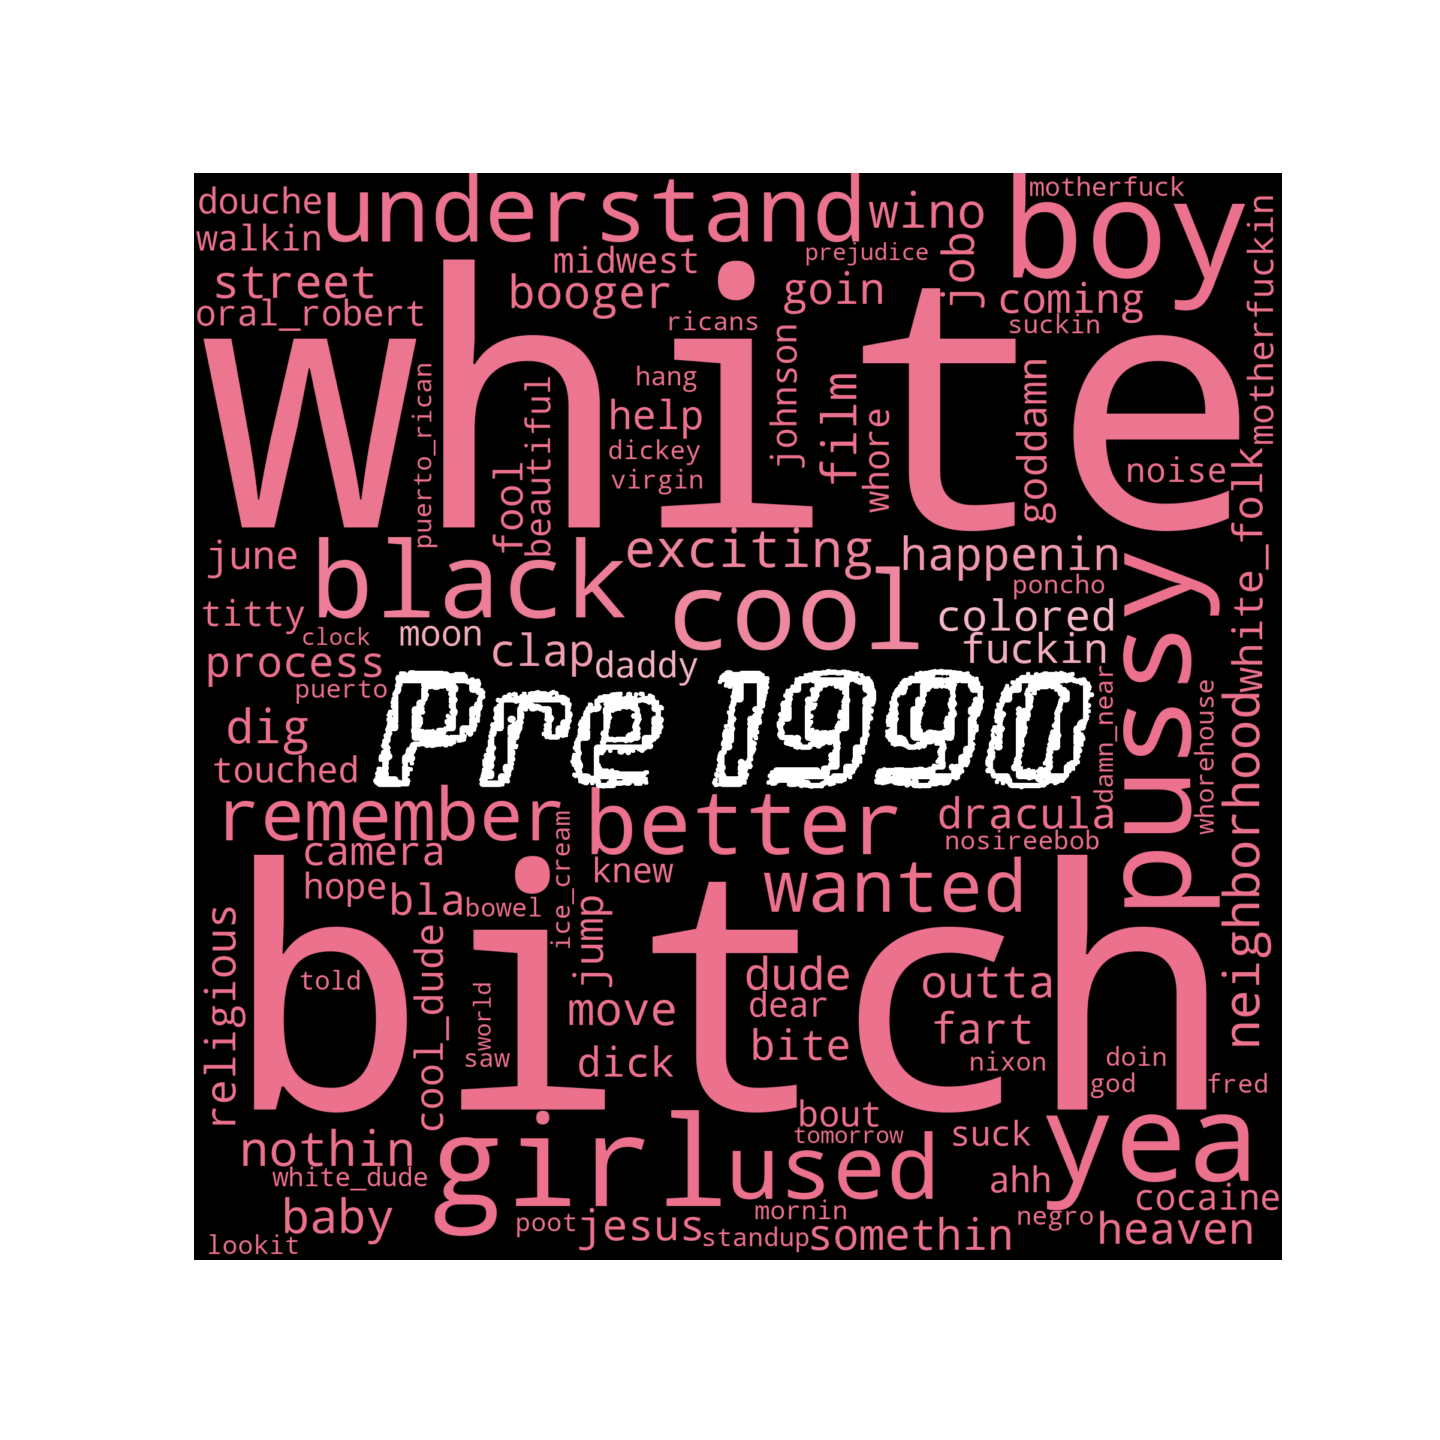 douche
understand
wino
boy
motherfuck
walkin
midwest
prejudice
job
motherfuckin
street
booger
goin
coming
oral_robert
ricans
suckin
white
puerto_rican
hang
johnson
film
goddamn
beautiful
help
whore
fool
dickey
virgin
noise
white_folk
june
black
exciting
happenin
pussy
cool
poncho
titty
colored
clock
moon
clap
daddy
fuckin
process
puerto
Pre 1990
damn_near
whorehouse
neighborhood
dig
touched
remember
better
dracula
ice_cream
nosireebob
camera
knew
wanted
hope
bla
bowel
jump
bitch
religious
cool_dude
told
world
dude
outta
move
dear
saw
dick
bite
fart
nixon
doin
god
fred
girl
bout
tomorrow
suck
yea
nothin
used
white_dude
ahh
cocaine
baby
poot
jesus
mornin
standup
somethin
negro
heaven
lookit